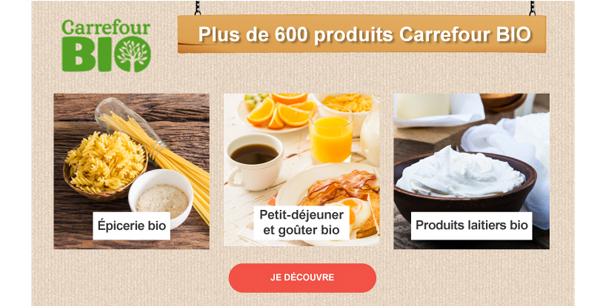 Carrefour
BIO
Plus de 600 produits Carrefour BIO
Épicerie bio
Petit-déjeuner
et goûter bio
Produits laitiers bio
JE DÉCOUVRE